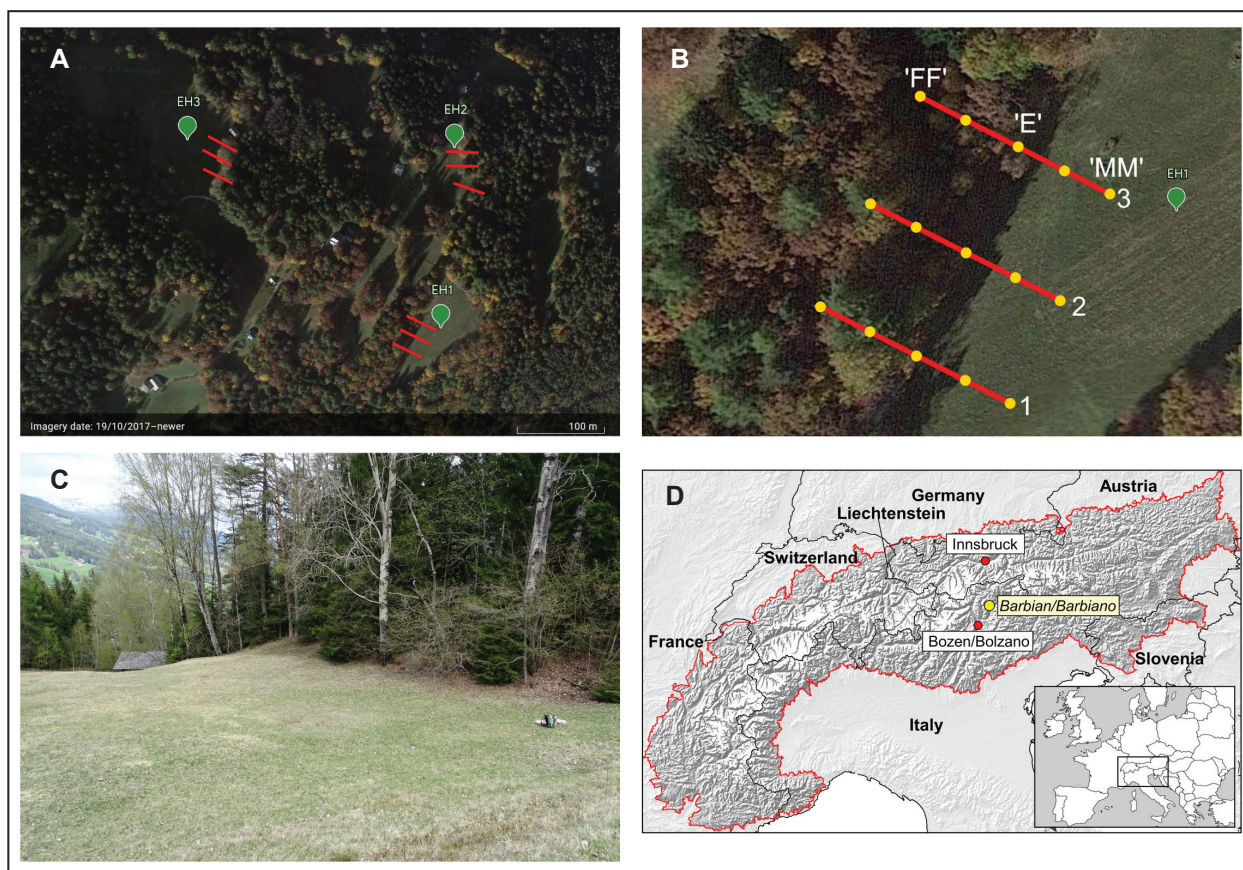 A
EH3
EH2
EH1
Imagery date: 19/10/2017–newer
100 m
B
'FF'
'E'
'MM'
EH1
3
2
1
C
D
Germany
Austria
Liechtenstein
Switzerland
Innsbruck
Barbian/Barbiano
France
Bozen/Bolzano
Slovenia
Italy